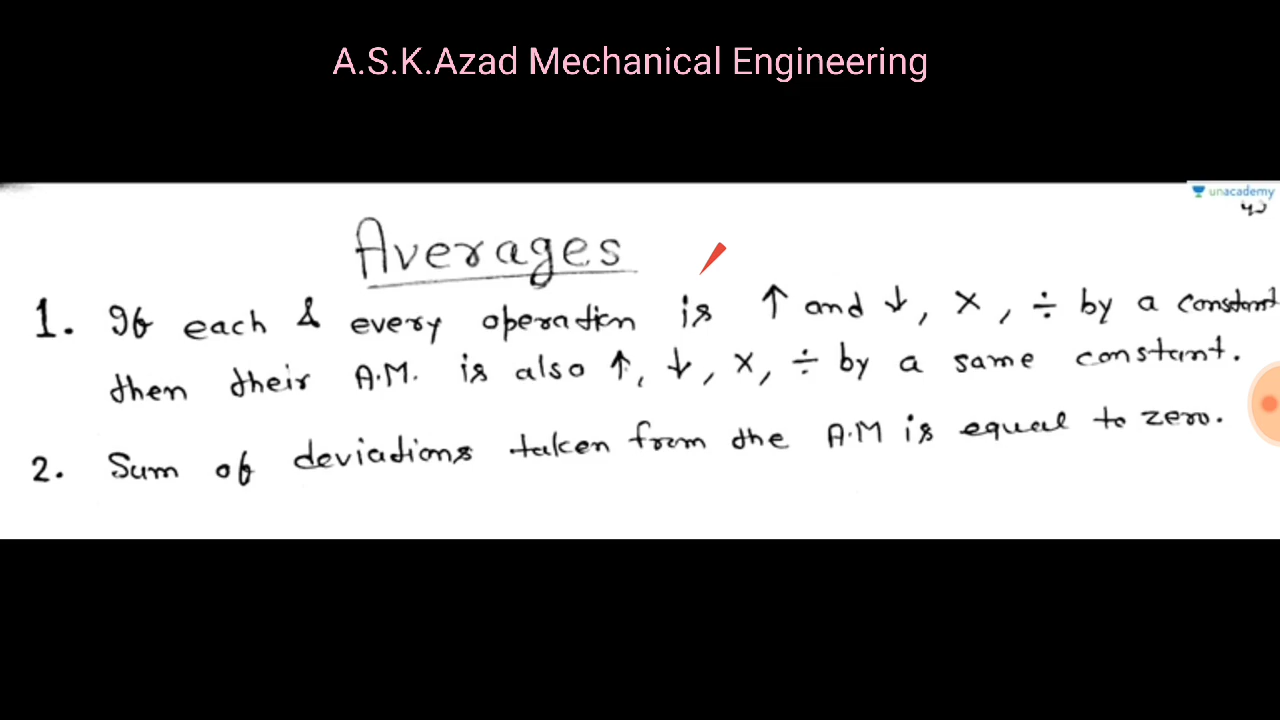 A.S.K.Azad Mechanical Engineering
unacademy
Averages
1. If each & every operation is ↑ and ↓, ×, ÷ by a constant
then their A.M. is also ↑, ↓, ×, ÷ by a same constant.
2. Sum of deviations taken from the A.M is equal to zero.